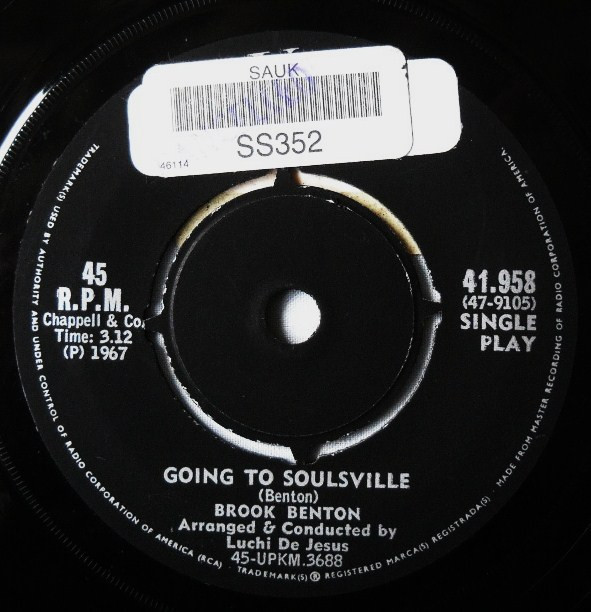 SAUK
46114
SS352
45
R.P.M.
Chappell & Co.
Time: 3.12
(P) 1967
41.958
(47-9105)
SINGLE
PLAY
GOING TO SOULSVILLE
(Benton)
BROOK BENTON
Arranged & Conducted by
Luchi De Jesus
45-UPKM.3688
TRADEMARK(S) USED BY AUTHORITY AND UNDER CONTROL OF RADIO CORPORATION OF AMERICA (RCA) · TRADEMARK(S) ® REGISTERED MARCA(S) REGISTRADA(S) · MADE FROM MASTER RECORDING OF RADIO CORPORATION OF AMERICA.